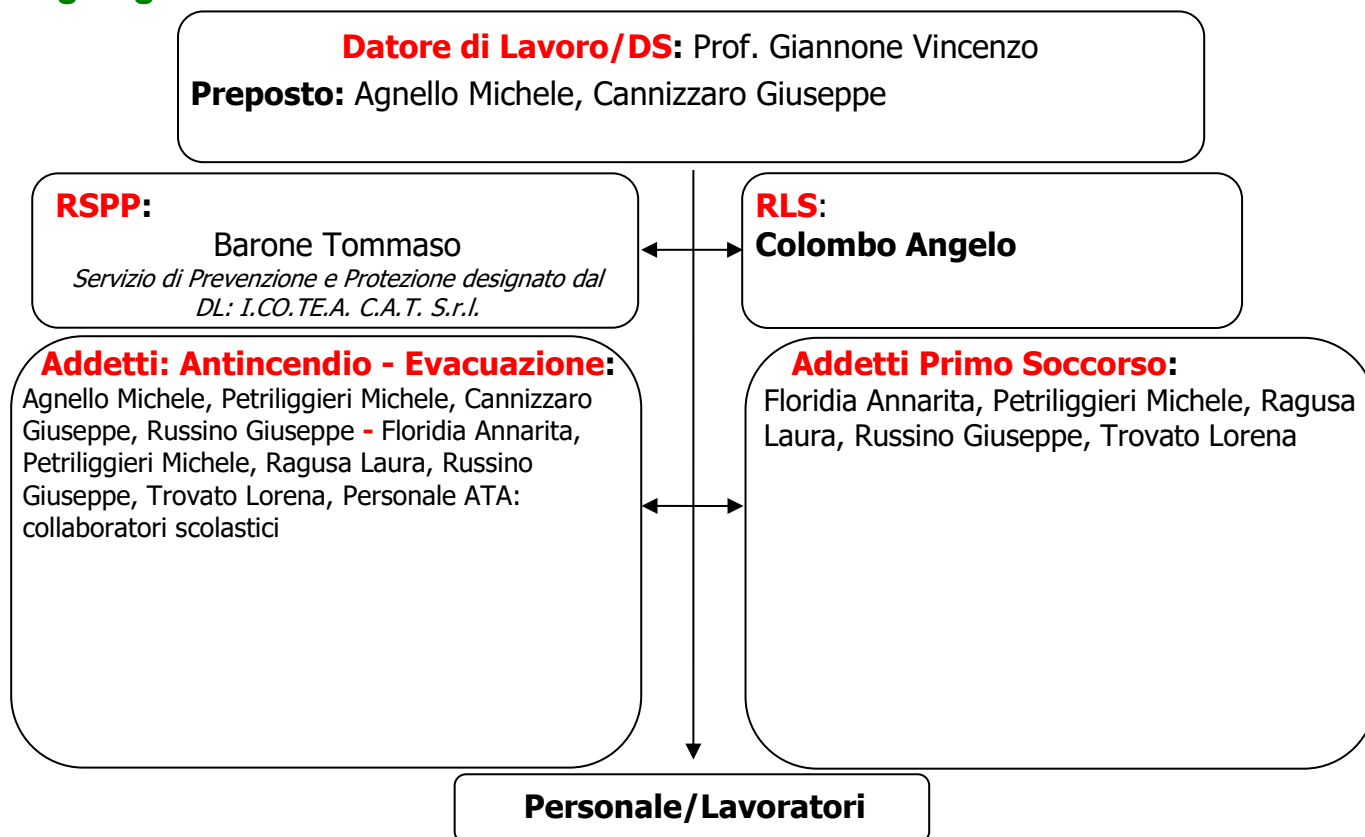 Datore di Lavoro/DS: Prof. Giannone Vincenzo
Preposto: Agnello Michele, Cannizzaro Giuseppe
RSPP:
Barone Tommaso
Servizio di Prevenzione e Protezione designato dal
DL: I.CO.TE.A. C.A.T. S.r.l.
RLS:
Colombo Angelo
Addetti: Antincendio - Evacuazione:
Agnello Michele, Petriliggieri Michele, Cannizzaro
Giuseppe, Russino Giuseppe - Floridia Annarita,
Petriliggieri Michele, Ragusa Laura, Russino
Giuseppe, Trovato Lorena, Personale ATA:
collaboratori scolastici
Addetti Primo Soccorso:
Floridia Annarita, Petriliggieri Michele, Ragusa
Laura, Russino Giuseppe, Trovato Lorena
Personale/Lavoratori